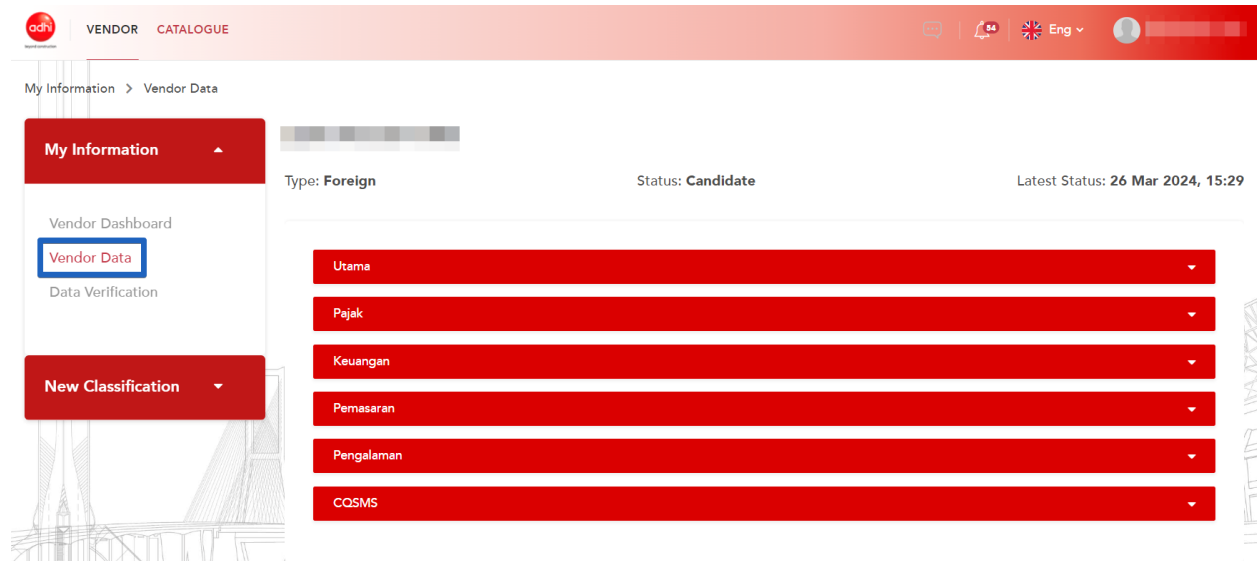 adhi
VENDOR CATALOGUE
54
Eng
My Information > Vendor Data
My Information
Type: Foreign
Status: Candidate
Latest Status: 26 Mar 2024, 15:29
Vendor Dashboard
Vendor Data
Data Verification
New Classification
Utama
Pajak
Keuangan
Pemasaran
Pengalaman
CQSMS